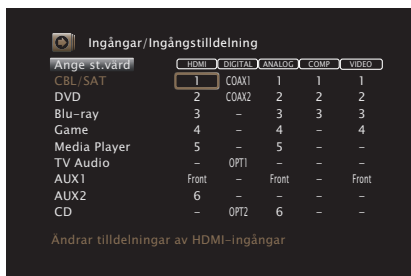 Ingångar/Ingångstilldelning
Ange st.värd HDMI DIGITAL ANALOG COMP VIDEO
CBL/SAT 1 COAX1 1 1 1
DVD 2 COAX2 2 2 2
Blu-ray 3 – 3 3 3
Game 4 – 4 – 4
Media Player 5 – 5 – –
TV Audio – OPT1 – – –
AUX1 Front – Front – Front
AUX2 6 – – – –
CD – OPT2 6 – –
Ändrar tilldelningar av HDMI-ingångar